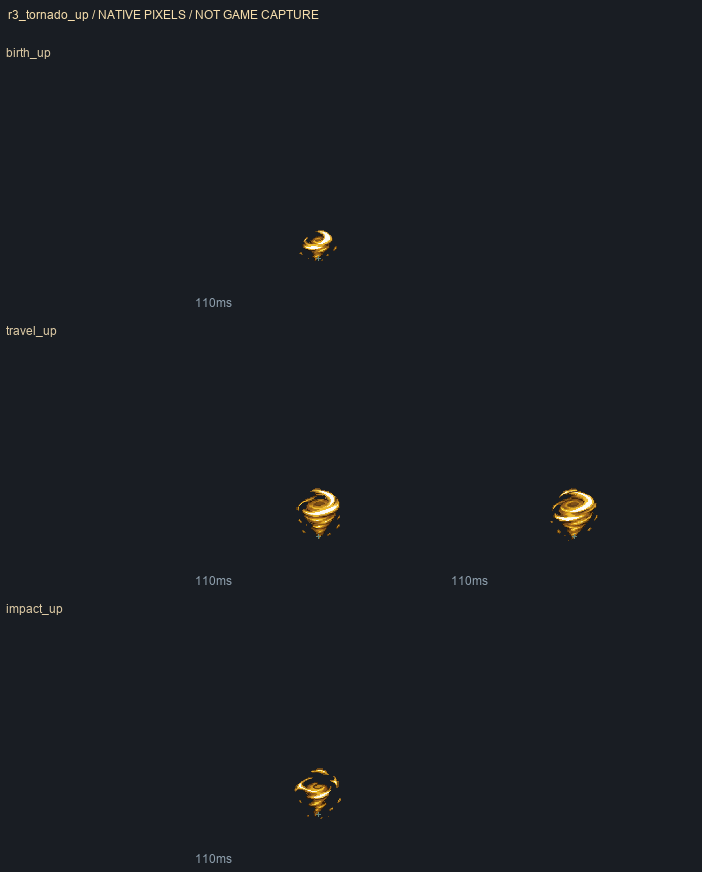 r3_tornado_up / NATIVE PIXELS / NOT GAME CAPTURE
birth_up
110ms
travel_up
110ms 110ms
impact_up
110ms